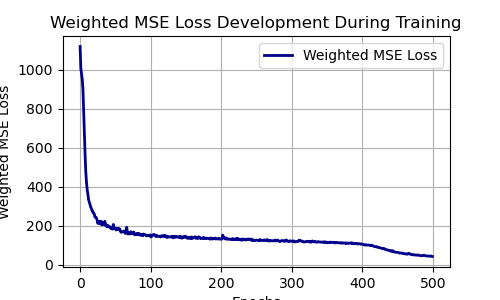 Weighted MSE Loss Development During Training
Weighted MSE Loss
Weighted MSE Loss
1000
800
600
400
200
0
0 100 200 300 400 500
Epochs